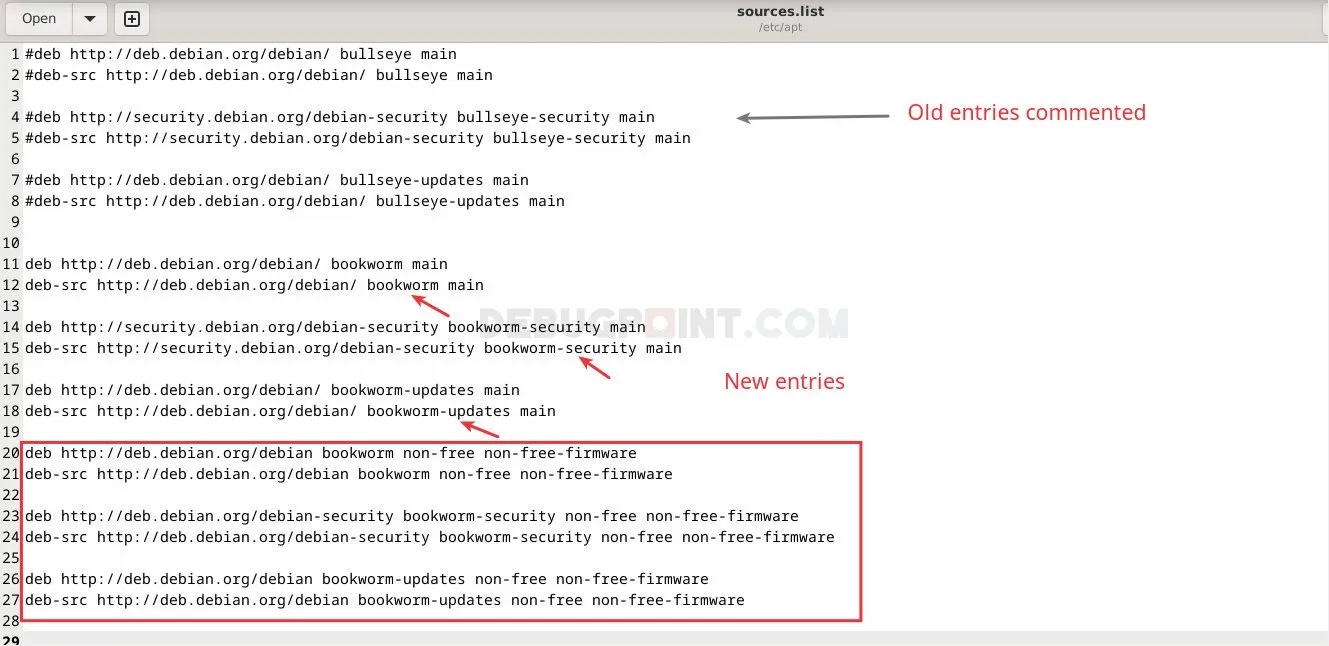 Open
sources.list
/etc/apt
1 #deb http://deb.debian.org/debian/ bullseye main
2 #deb-src http://deb.debian.org/debian/ bullseye main
3
4 #deb http://security.debian.org/debian-security bullseye-security main
Old entries commented
5 #deb-src http://security.debian.org/debian-security bullseye-security main
6
7 #deb http://deb.debian.org/debian/ bullseye-updates main
8 #deb-src http://deb.debian.org/debian/ bullseye-updates main
9
10
11 deb http://deb.debian.org/debian/ bookworm main
12 deb-src http://deb.debian.org/debian/ bookworm main
13
14 deb http://security.debian.org/debian-security bookworm-security main
DEBUGPOINT.COM
15 deb-src http://security.debian.org/debian-security bookworm-security main
16
New entries
17 deb http://deb.debian.org/debian/ bookworm-updates main
18 deb-src http://deb.debian.org/debian/ bookworm-updates main
19
20 deb http://deb.debian.org/debian bookworm non-free non-free-firmware
21 deb-src http://deb.debian.org/debian bookworm non-free non-free-firmware
22
23 deb http://deb.debian.org/debian-security bookworm-security non-free non-free-firmware
24 deb-src http://deb.debian.org/debian-security bookworm-security non-free non-free-firmware
25
26 deb http://deb.debian.org/debian bookworm-updates non-free non-free-firmware
27 deb-src http://deb.debian.org/debian bookworm-updates non-free non-free-firmware
28
29